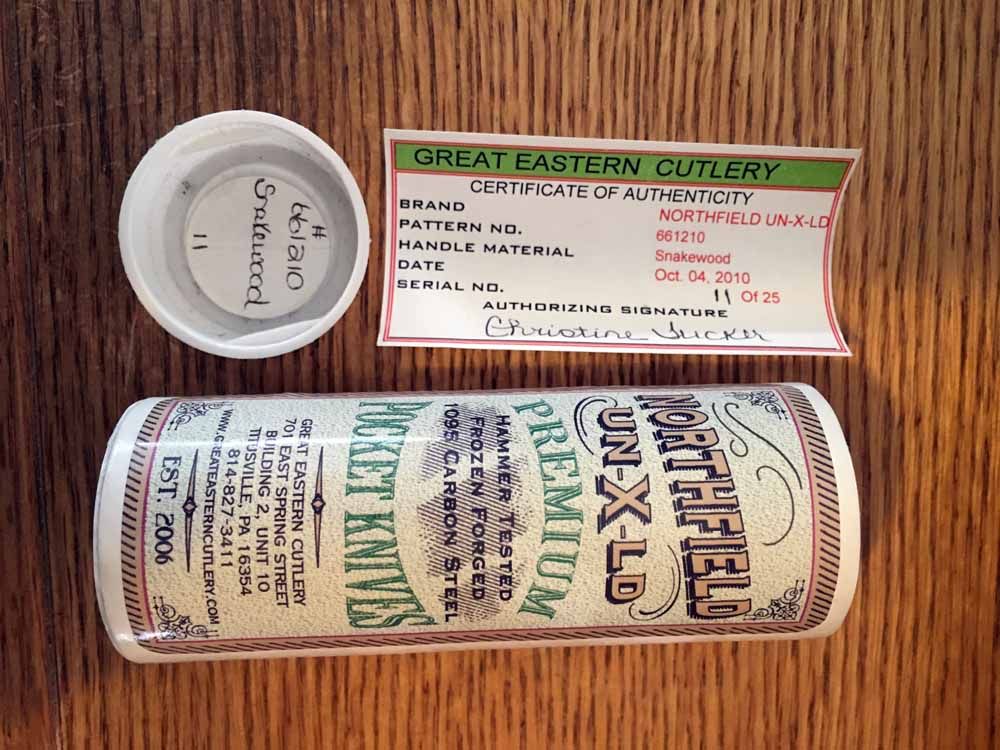 #
661210
Snakewood
11
GREAT EASTERN CUTLERY
CERTIFICATE OF AUTHENTICITY
BRAND NORTHFIELD UN-X-LD
PATTERN NO. 661210
HANDLE MATERIAL Snakewood
DATE Oct. 04, 2010
SERIAL NO. 11 Of 25
AUTHORIZING SIGNATURE
Christine Tucker
NORTHFIELD
UN-X-LD
PREMIUM
HAMMER TESTED
FROZEN FORGED
1095 CARBON STEEL
POCKET KNIVES
GREAT EASTERN CUTLERY
701 EAST SPRING STREET
BUILDING 2, UNIT 10
TITUSVILLE, PA 16354
814-827-3411
WWW.GREATEASTERNCUTLERY.COM
EST. 2006